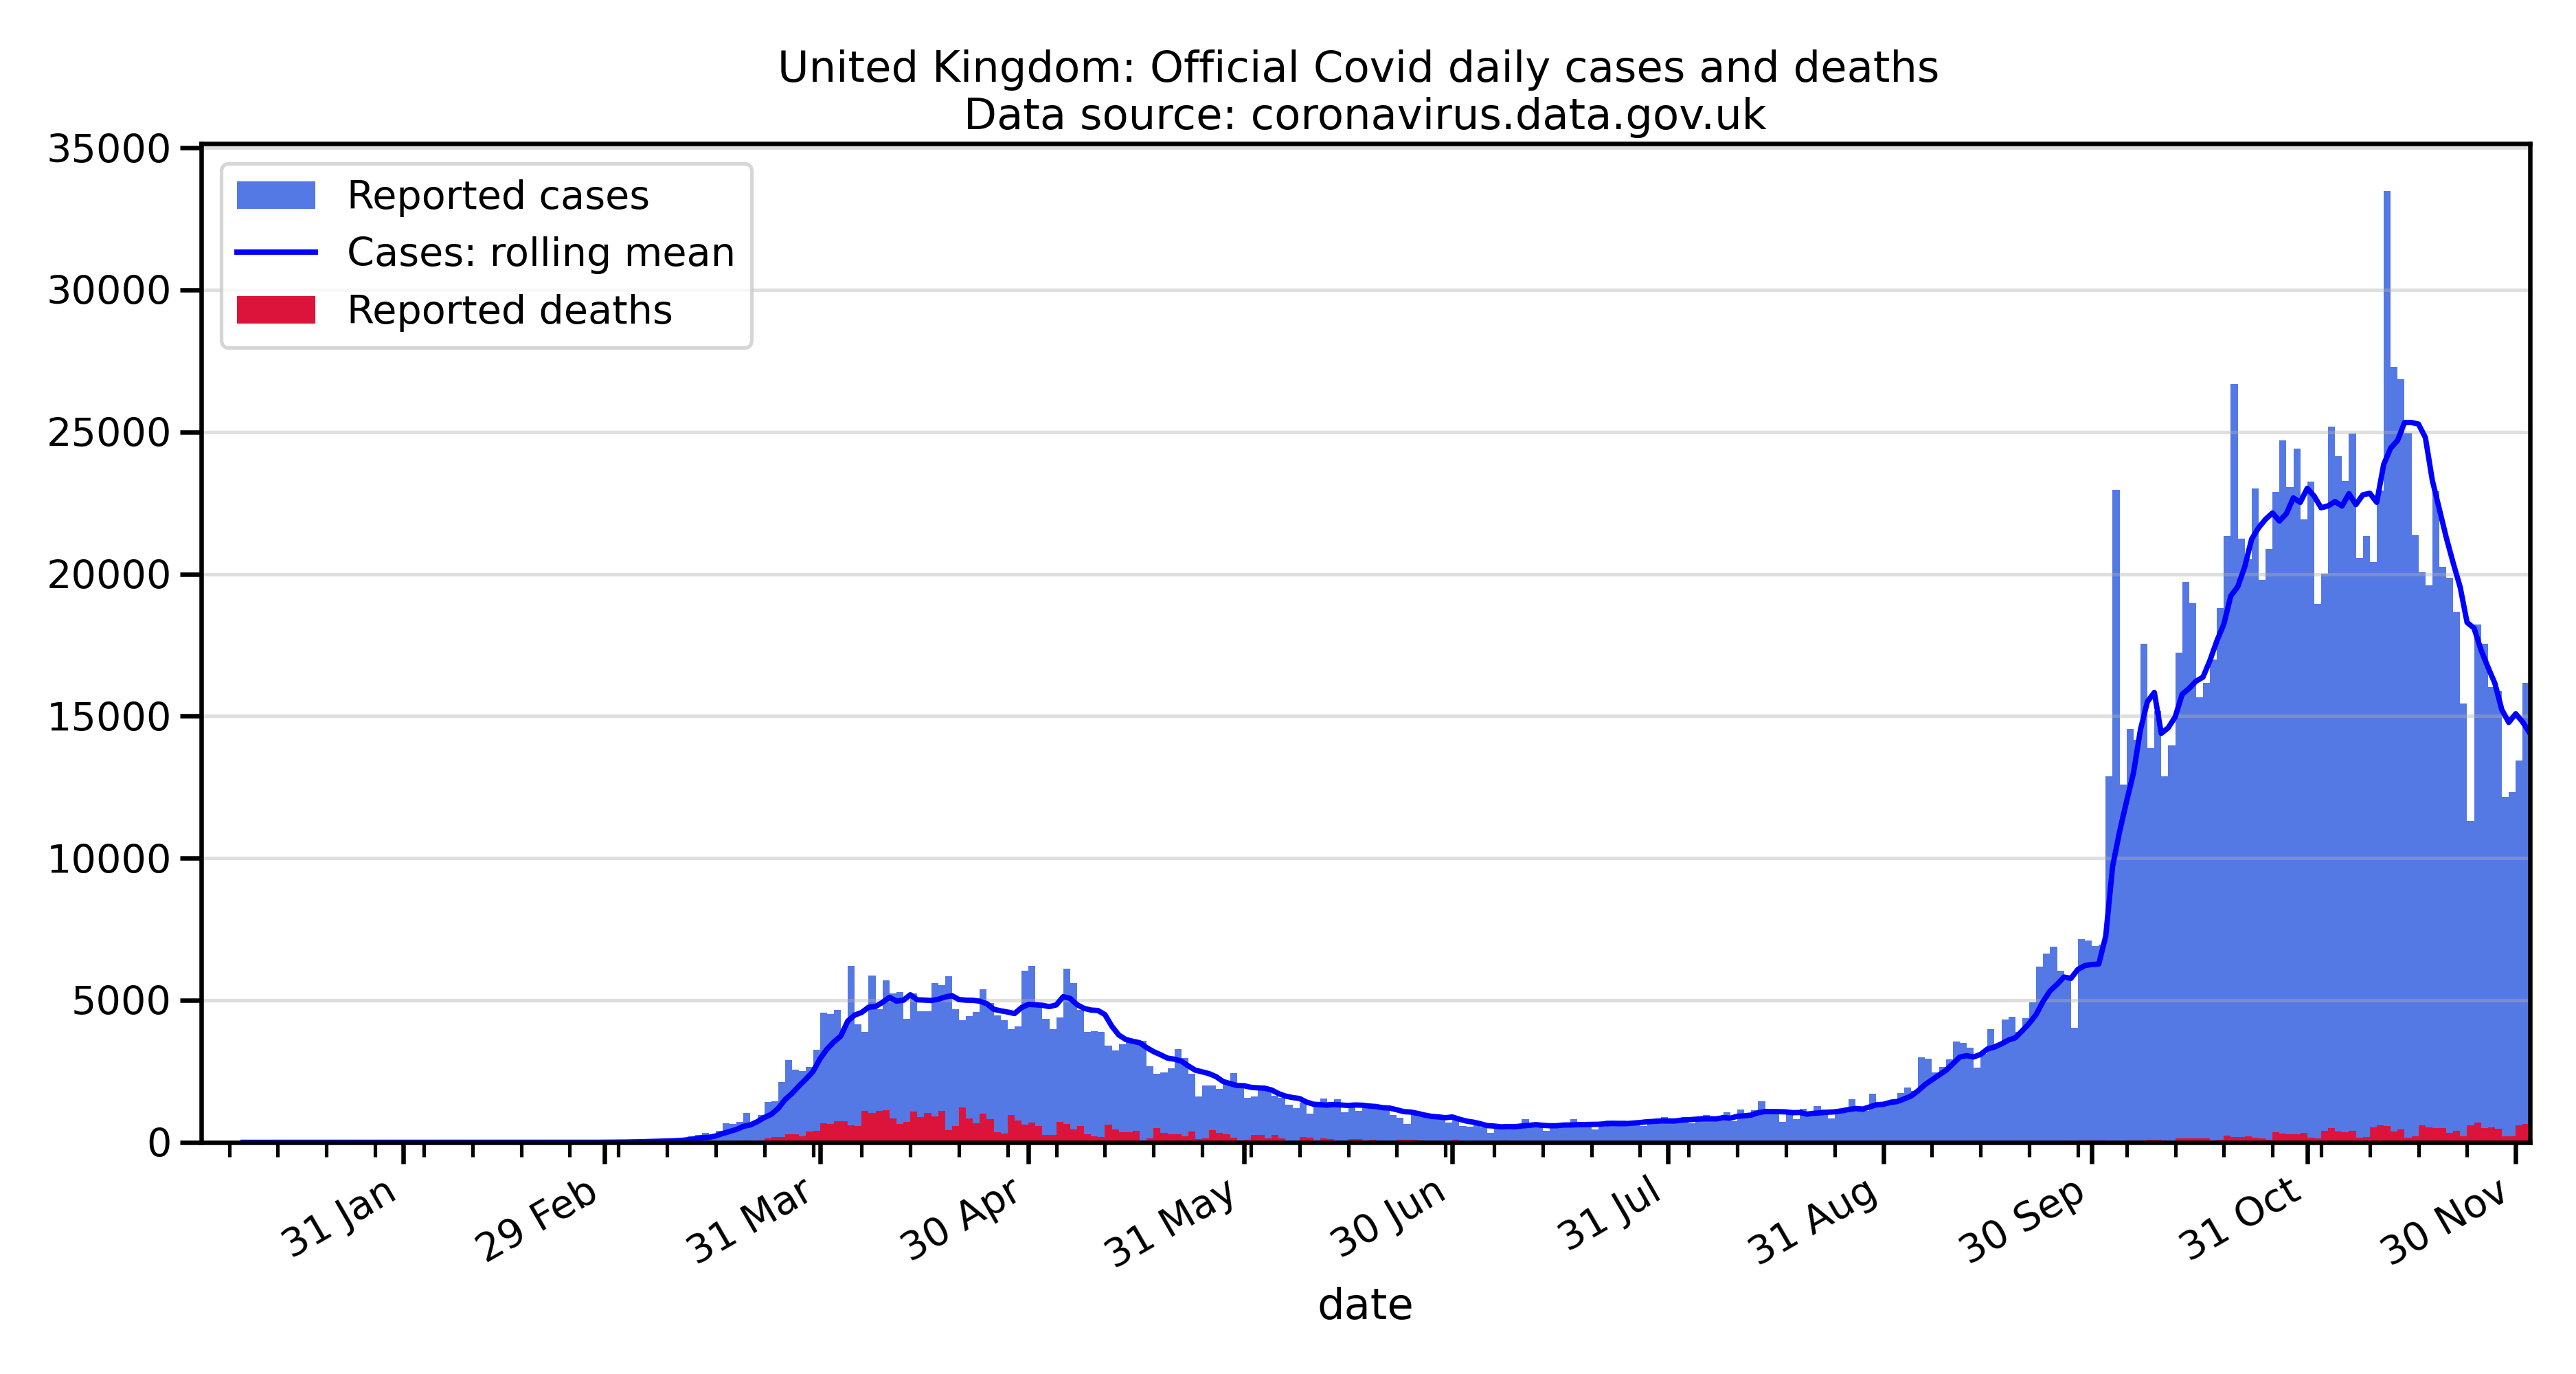 United Kingdom: Official Covid daily cases and deaths
Data source: coronavirus.data.gov.uk
35000
30000
25000
20000
15000
10000
5000
0
Reported cases
Cases: rolling mean
Reported deaths
31 Jan
29 Feb
31 Mar
30 Apr
31 May
30 Jun
31 Jul
31 Aug
30 Sep
31 Oct
30 Nov
date